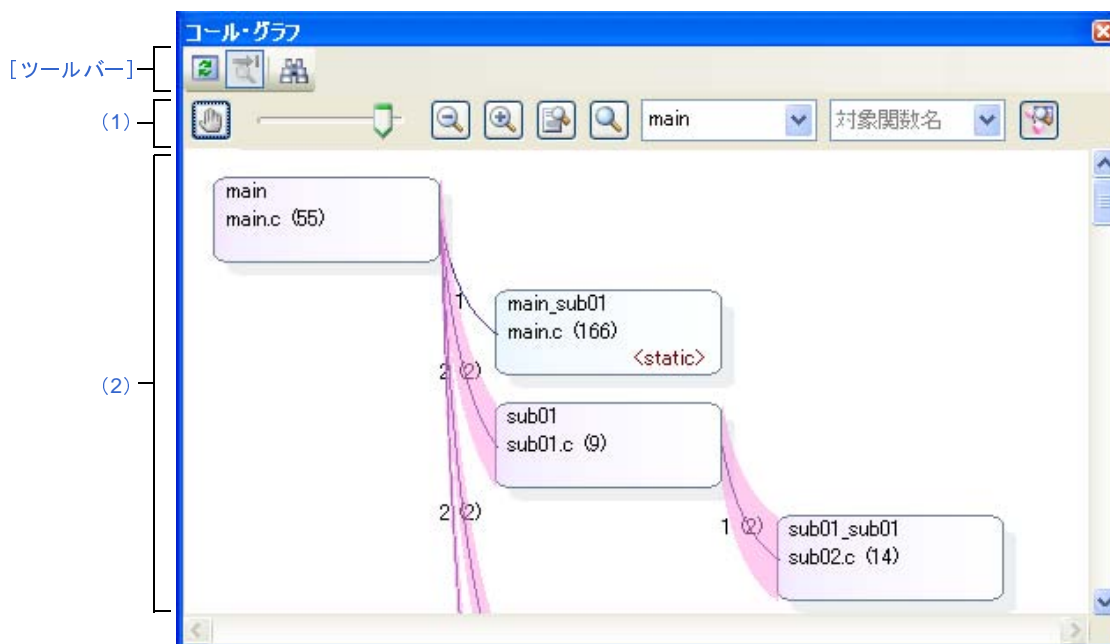 コール・グラフ
[ツールバー]
(1)
main
対象関数名
(2)
main
main.c (55)
1
main_sub01
main.c (166)
<static>
2 (2)
sub01
sub01.c (9)
2 (2)
1 (2)
sub01_sub01
sub02.c (14)